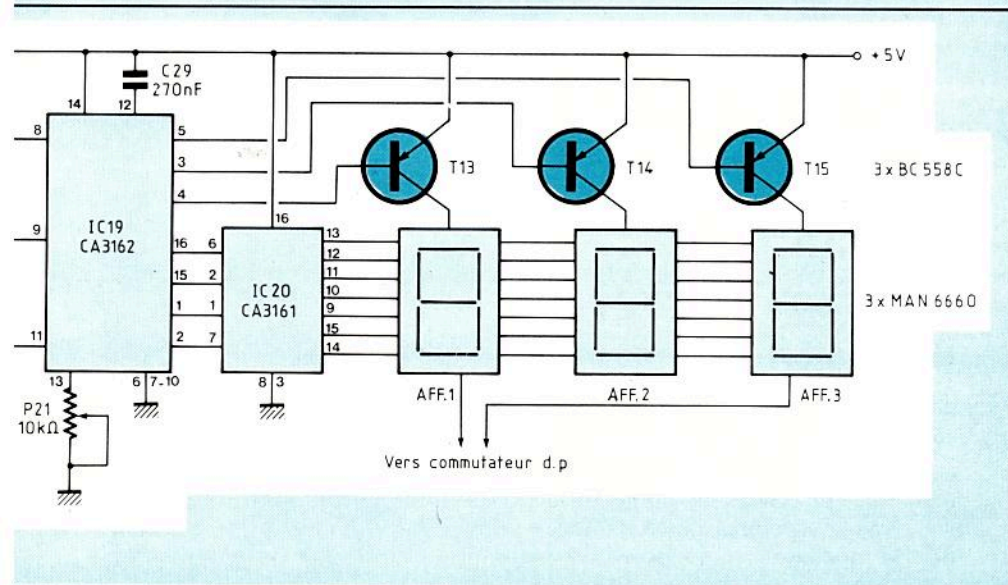 +5V
C29
270nF
14
12
8
5
3
4
T13
T14
T15
3x BC 558C
16
9
IC19
CA3162
16
6
13
12
15
2
11
IC20
CA3161
10
1
1
9
3x MAN 6660
11
2
7
15
14
13
6
7-10
8
3
P21
10kΩ
AFF.1
AFF.2
AFF.3
Vers commutateur d.p